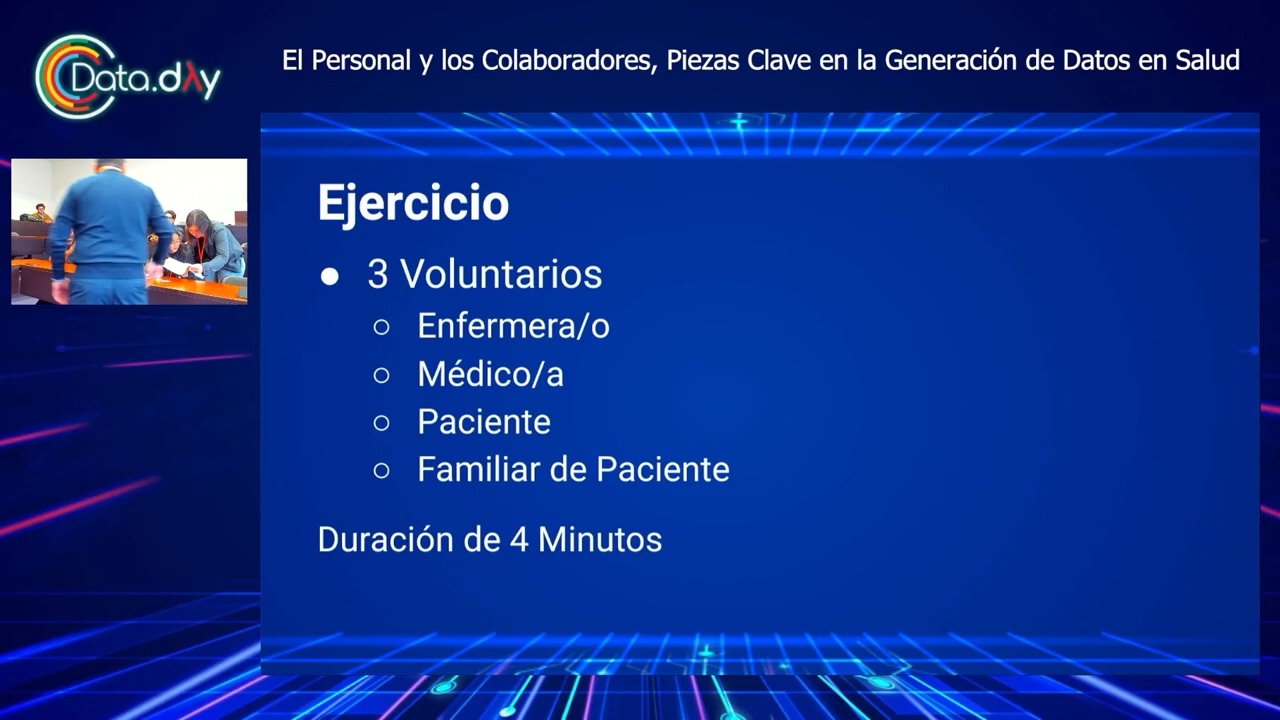 Data.dAy
El Personal y los Colaboradores, Piezas Clave en la Generación de Datos en Salud
Ejercicio
● 3 Voluntarios
○ Enfermera/o
○ Médico/a
○ Paciente
○ Familiar de Paciente
Duración de 4 Minutos